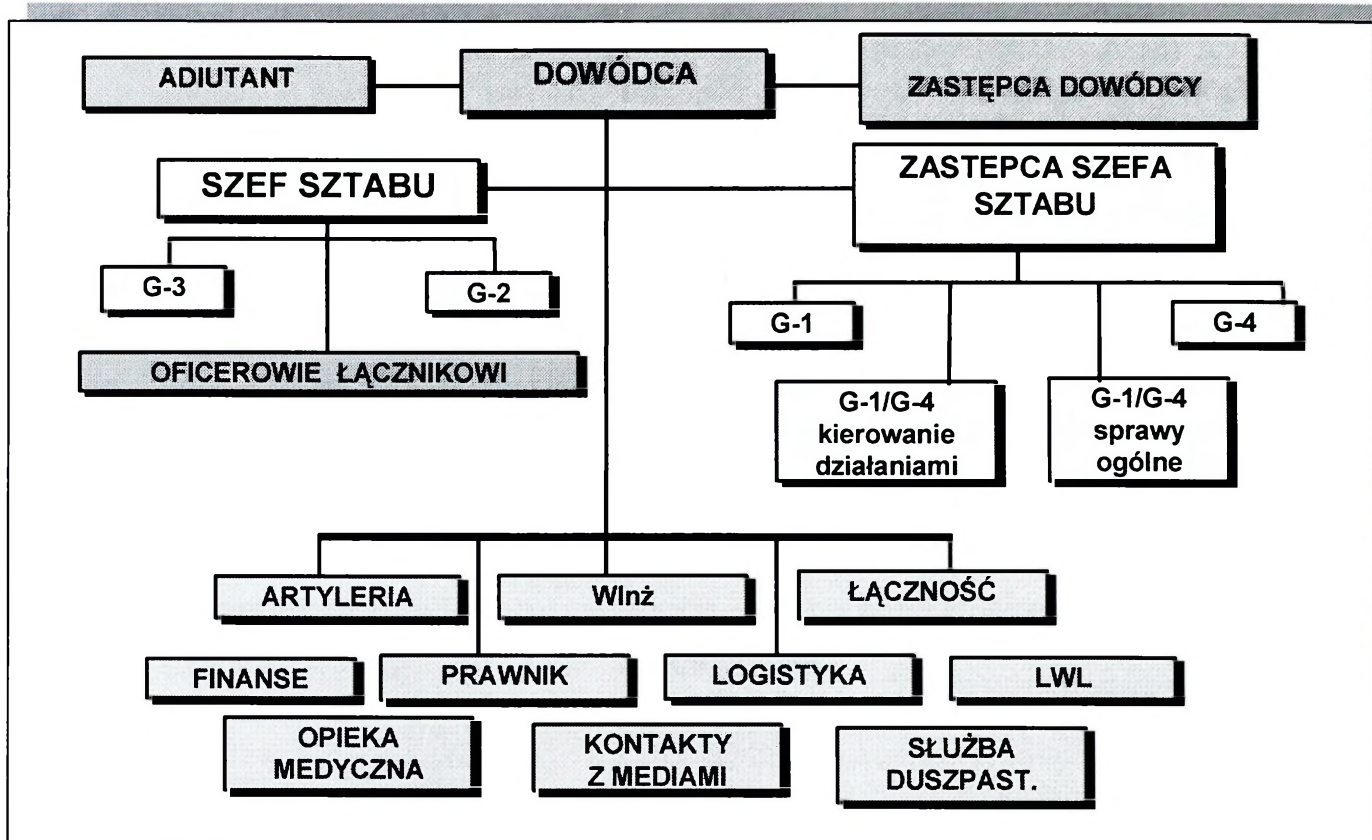 ADIUTANT
DOWÓDCA
ZASTĘPCA DOWÓDCY
SZEF SZTABU
ZASTEPCA SZEFA
SZTABU
G-3
G-2
G-1
G-4
OFICEROWIE ŁĄCZNIKOWI
G-1/G-4
kierowanie
działaniami
G-1/G-4
sprawy
ogólne
ARTYLERIA
WInż
ŁĄCZNOŚĆ
FINANSE
PRAWNIK
LOGISTYKA
LWL
OPIEKA
MEDYCZNA
KONTAKTY
Z MEDIAMI
SŁUŻBA
DUSZPAST.